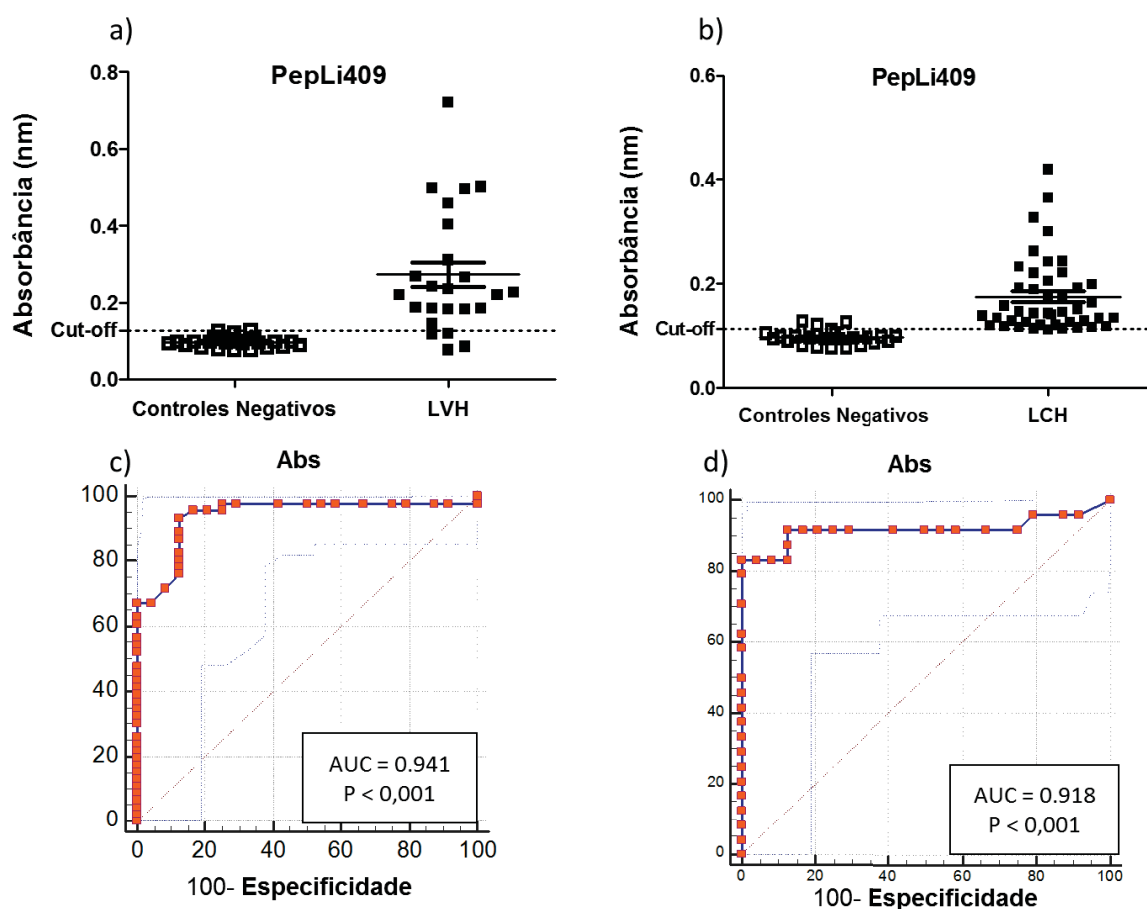 a)
PepLi409
Absorbância (nm)
0.8
0.6
0.4
0.2
Cut-off
0.0
Controles Negativos
LVH
b)
PepLi409
Absorbância (nm)
0.6
0.4
0.2
Cut-off
0.0
Controles Negativos
LCH
c)
Abs
100
80
60
40
20
0
AUC = 0.941
P < 0,001
0 20 40 60 80 100
100- Especificidade
d)
Abs
100
80
60
40
20
0
AUC = 0.918
P < 0,001
0 20 40 60 80 100
100- Especificidade